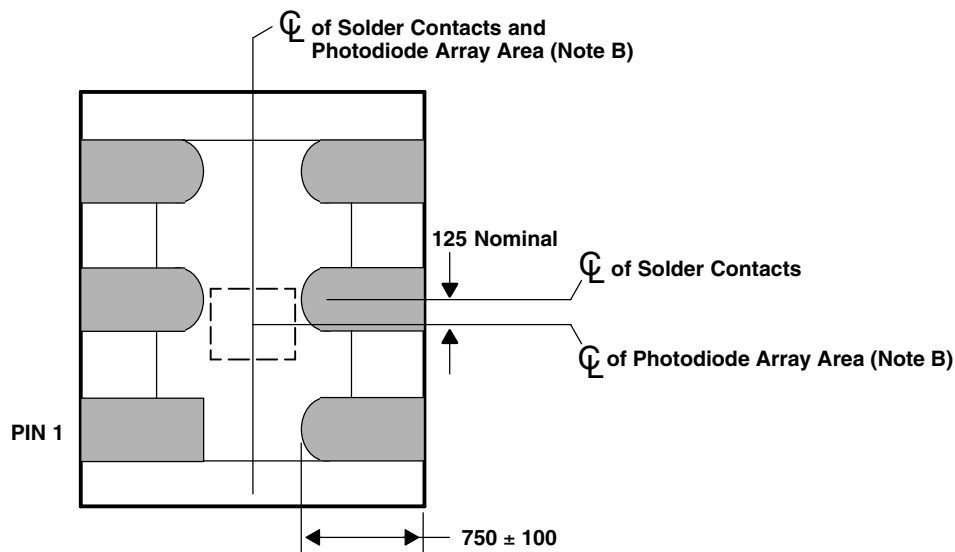 ℄ of Solder Contacts and
Photodiode Array Area (Note B)
125 Nominal
℄ of Solder Contacts
℄ of Photodiode Array Area (Note B)
PIN 1
750 ± 100